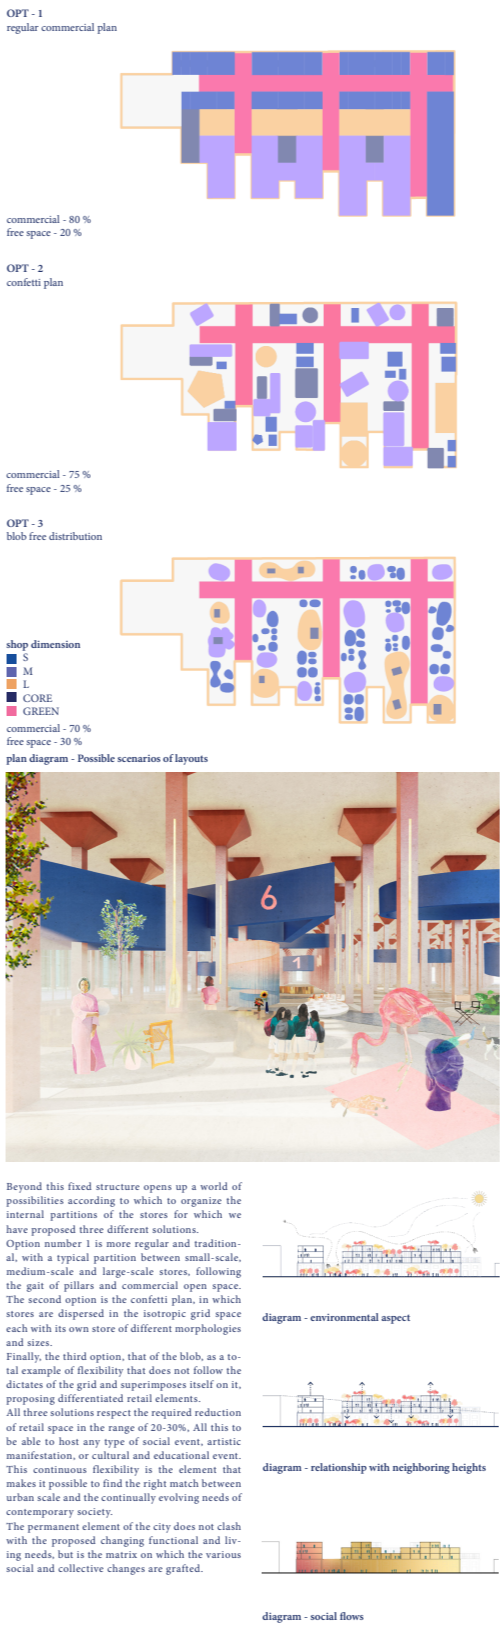 OPT - 1
regular commercial plan
commercial - 80 %
free space - 20 %
OPT - 2
confetti plan
commercial - 75 %
free space - 25 %
OPT - 3
blob free distribution
shop dimension
S
M
L
CORE
GREEN
commercial - 70 %
free space - 30 %
plan diagram - Possible scenarios of layouts
6
1
Beyond this fixed structure opens up a world of
possibilities according to which to organize the
internal partitions of the stores for which we
have proposed three different solutions.
Option number 1 is more regular and tradition-
al, with a typical partition between small-scale,
medium-scale and large-scale stores, following
the gait of pillars and commercial open space.
The second option is the confetti plan, in which
stores are dispersed in the isotropic grid space
each with its own store of different morphologies
and sizes.
Finally, the third option, that of the blob, as a to-
tal example of flexibility that does not follow the
dictates of the grid and superimposes itself on it,
proposing differentiated retail elements.
All three solutions respect the required reduction
of retail space in the range of 20-30%, All this to
be able to host any type of social event, artistic
manifestation, or cultural and educational event.
This continuous flexibility is the element that
makes it possible to find the right match between
urban scale and the continually evolving needs of
contemporary society.
The permanent element of the city does not clash
with the proposed changing functional and liv-
ing needs, but is the matrix on which the various
social and collective changes are grafted.
diagram - environmental aspect
diagram - relationship with neighboring heights
diagram - social flows